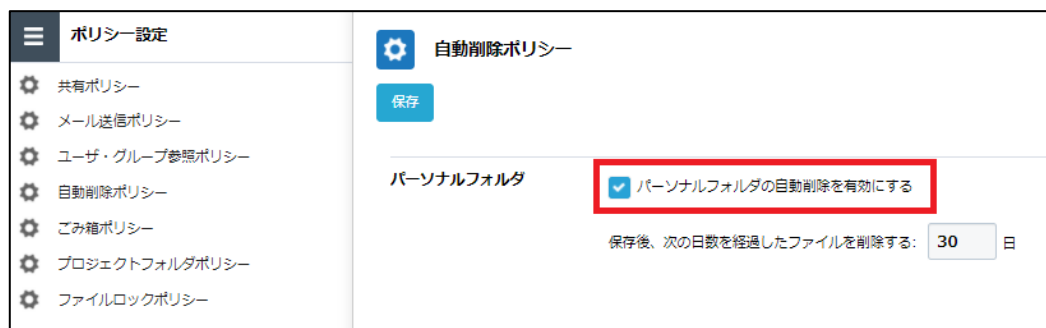 ポリシー設定
共有ポリシー
メール送信ポリシー
ユーザ・グループ参照ポリシー
自動削除ポリシー
ごみ箱ポリシー
プロジェクトフォルダポリシー
ファイルロックポリシー
自動削除ポリシー
保存
パーソナルフォルダ
パーソナルフォルダの自動削除を有効にする
保存後、次の日数を経過したファイルを削除する: 30 日